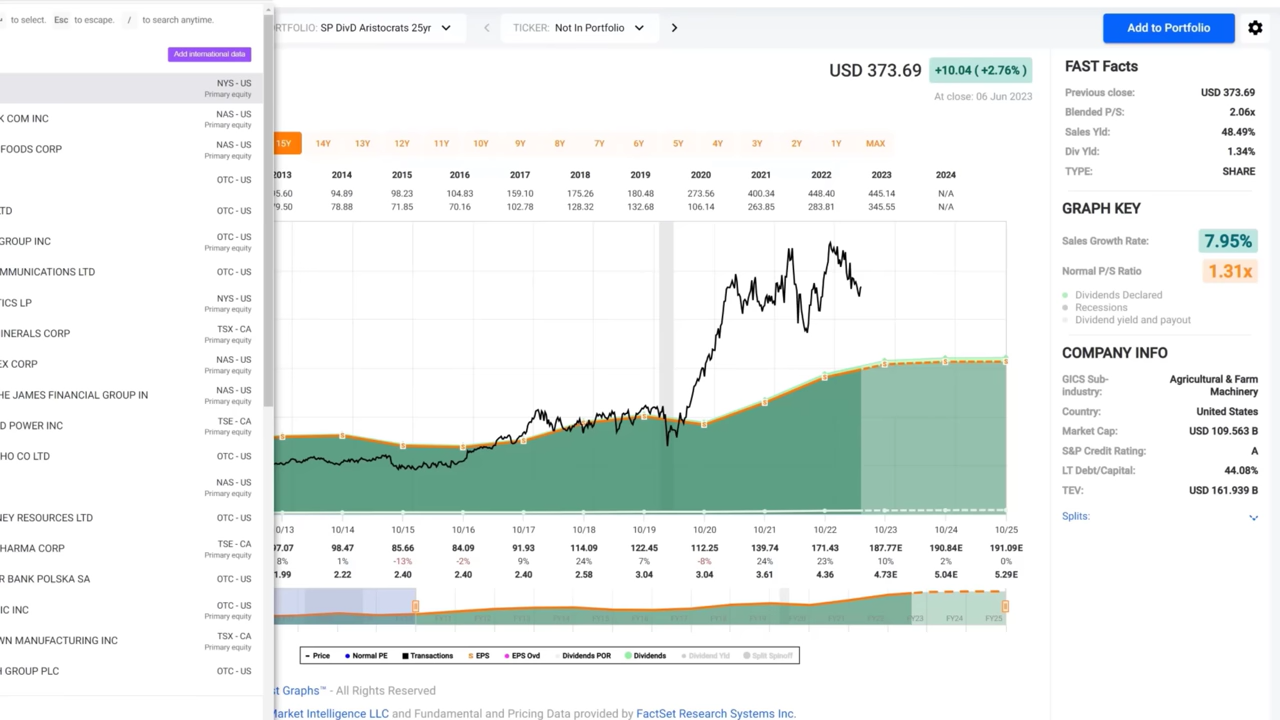 to select. Esc to escape. / to search anytime.
RTFOLIO: SP DivD Aristocrats 25yr
TICKER: Not In Portfolio
Add to Portfolio
Add international data
NYS - US
Primary equity
K COM INC
NAS - US
Primary equity
FOODS CORP
NAS - US
Primary equity
OTC - US
TD
OTC - US
GROUP INC
OTC - US
Primary equity
MMUNICATIONS LTD
OTC - US
TICS LP
NYS - US
Primary equity
INERALS CORP
TSX - CA
Primary equity
EX CORP
NAS - US
Primary equity
THE JAMES FINANCIAL GROUP IN
NAS - US
Primary equity
D POWER INC
TSE - CA
Primary equity
HO CO LTD
OTC - US
NAS - US
Primary equity
NEY RESOURCES LTD
OTC - US
HARMA CORP
TSE - CA
Primary equity
R BANK POLSKA SA
OTC - US
IC INC
OTC - US
Primary equity
WN MANUFACTURING INC
TSX - CA
Primary equity
H GROUP PLC
OTC - US
USD 373.69 +10.04 ( +2.76% )
At close: 06 Jun 2023
15Y 14Y 13Y 12Y 11Y 10Y 9Y 8Y 7Y 6Y 5Y 4Y 3Y 2Y 1Y MAX
2013 2014 2015 2016 2017 2018 2019 2020 2021 2022 2023 2024
95.60 94.89 98.23 104.83 159.10 175.26 180.48 273.56 400.34 448.40 445.14 N/A
79.50 78.88 71.85 70.16 102.78 128.32 132.68 106.14 263.85 283.81 345.55 N/A
10/13 10/14 10/15 10/16 10/17 10/18 10/19 10/20 10/21 10/22 10/23 10/24 10/25
97.07 98.47 85.66 84.09 91.93 114.09 122.45 112.25 139.74 171.43 187.77E 190.84E 191.09E
8% 1% -13% -2% 9% 24% 7% -8% 24% 23% 10% 2% 0%
1.99 2.22 2.40 2.40 2.40 2.58 3.04 3.04 3.61 4.36 4.73E 5.04E 5.29E
FY23 FY24 FY25
Price Normal PE Transactions EPS EPS Ovd Dividends POR Dividends Dividend Yld Split Spinoff
st Graphs™ - All Rights Reserved
Market Intelligence LLC and Fundamental and Pricing Data provided by FactSet Research Systems Inc.
FAST Facts
Previous close: USD 373.69
Blended P/S: 2.06x
Sales Yld: 48.49%
Div Yld: 1.34%
TYPE: SHARE
GRAPH KEY
Sales Growth Rate: 7.95%
Normal P/S Ratio 1.31x
Dividends Declared
Recessions
Dividend yield and payout
COMPANY INFO
GICS Sub-industry: Agricultural & Farm Machinery
Country: United States
Market Cap: USD 109.563 B
S&P Credit Rating: A
LT Debt/Capital: 44.08%
TEV: USD 161.939 B
Splits: